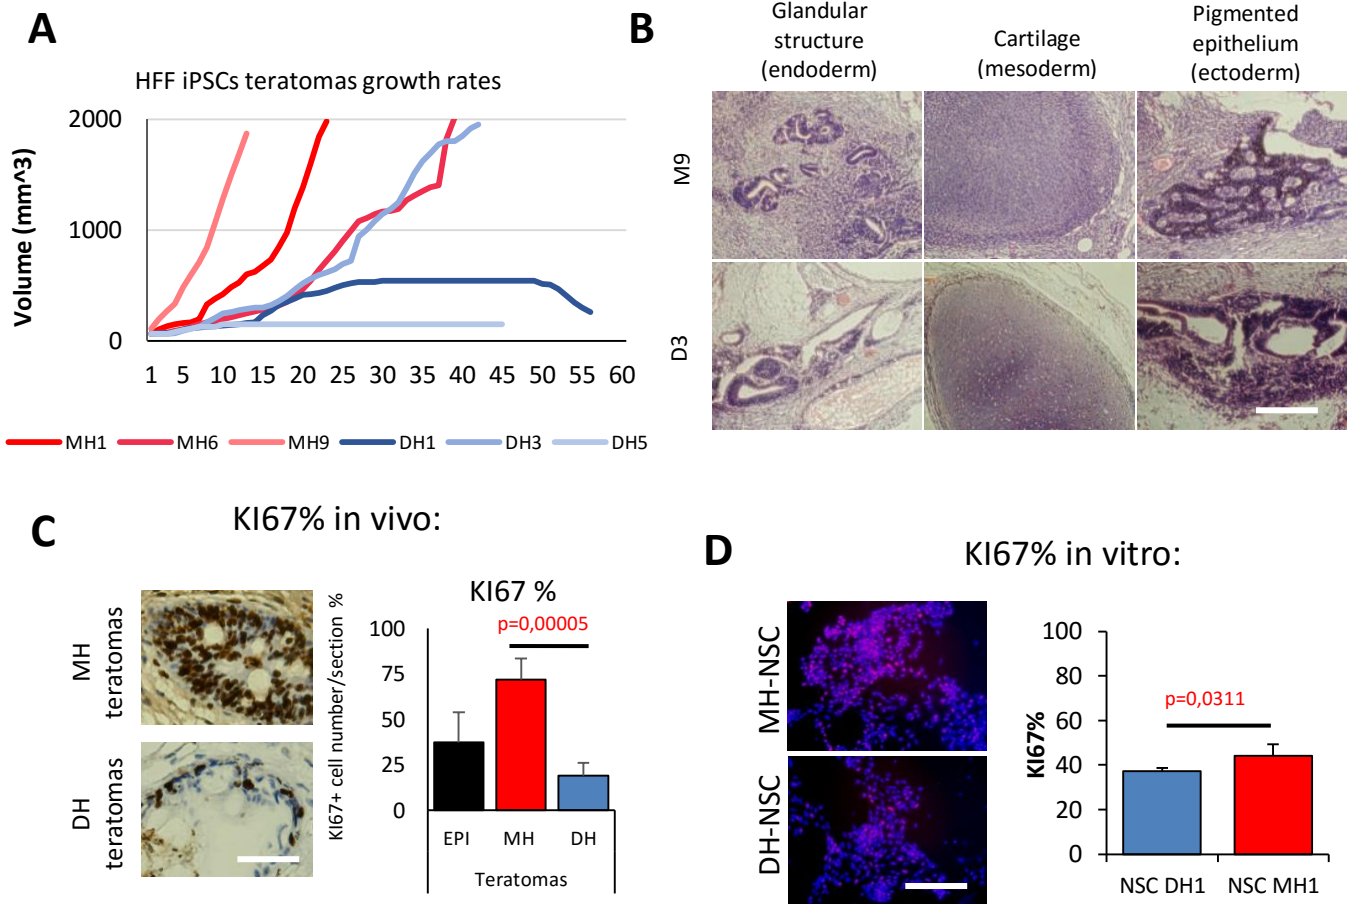 A
HFF iPSCs teratomas growth rates
Volume (mm^3)
2000
1000
0
1 5 10 15 20 25 30 35 40 45 50 55 60
MH1 MH6 MH9 DH1 DH3 DH5
B
Glandular
structure
(endoderm)
Cartilage
(mesoderm)
Pigmented
epithelium
(ectoderm)
M9
D3
C
KI67% in vivo:
MH
teratomas
DH
teratomas
KI67 %
p=0,00005
KI67+ cell number/section %
100
75
50
25
0
EPI MH DH
Teratomas
D
KI67% in vitro:
MH-NSC
DH-NSC
KI67%
100
80
60
40
20
0
p=0,0311
NSC DH1 NSC MH1